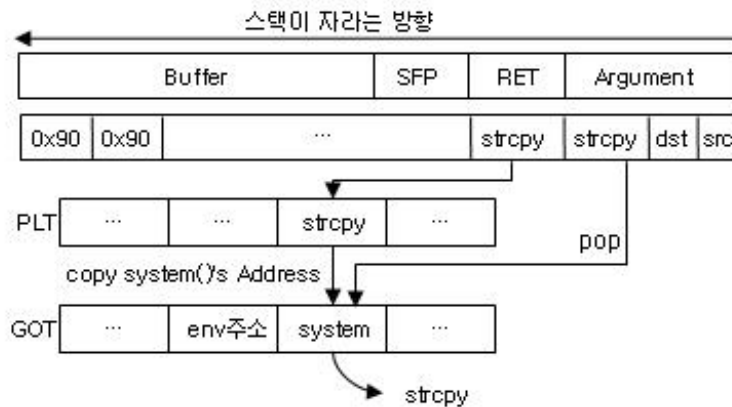 스택이 자라는 방향
Buffer SFP RET Argument
0x90 0x90 ... strcpy strcpy dst src
PLT ... ... strcpy ...
pop
copy system()'s Address
GOT ... env주소 system ...
strcpy